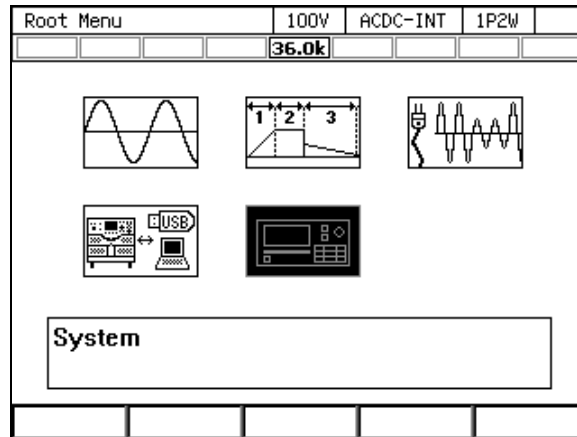 Root Menu 100V ACDC-INT 1P2W
36.0k
1 2 3
USB
System